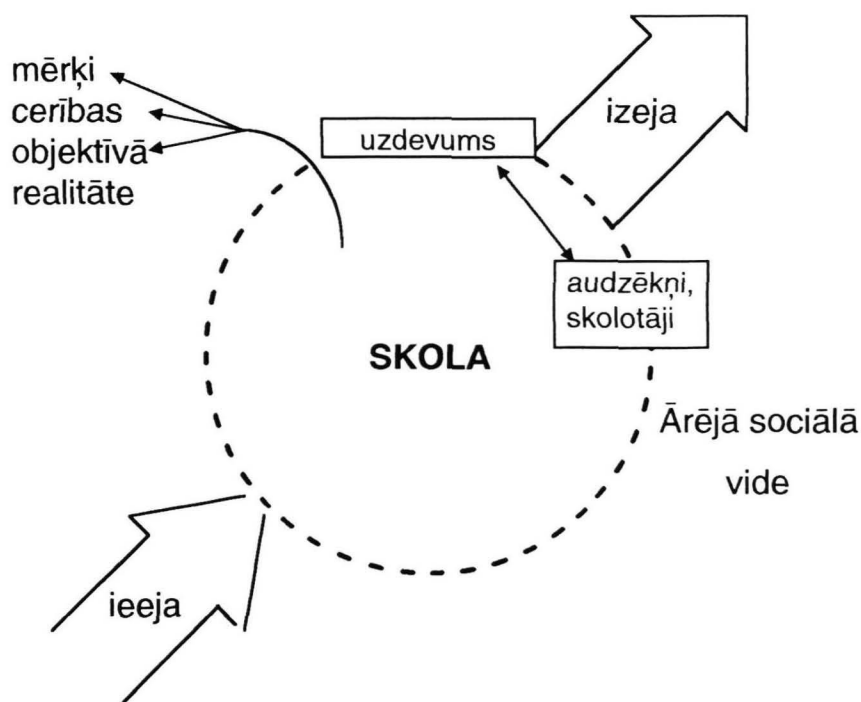 mērķi
cerības
objektīvā
realitāte
uzdevums
izeja
audzēkņi,
skolotāji
SKOLA
Ārējā sociālā
vide
ieeja